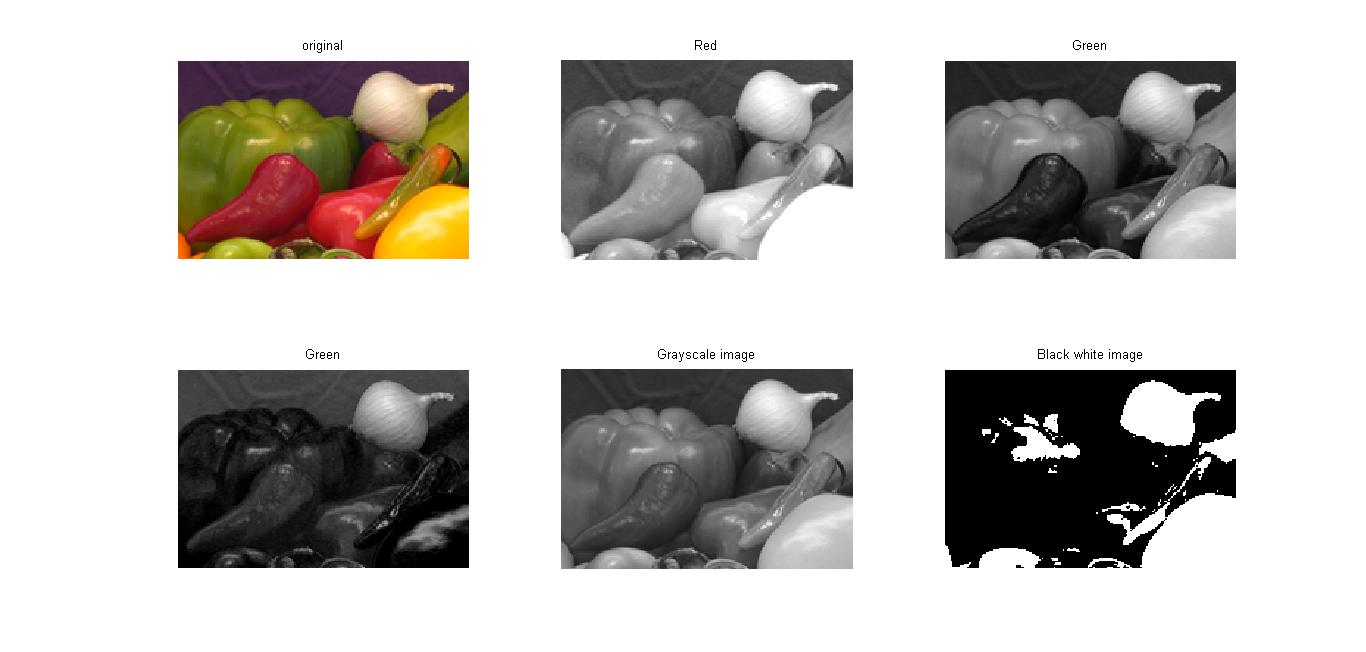 original
Red
Green
Green
Grayscale image
Black white image